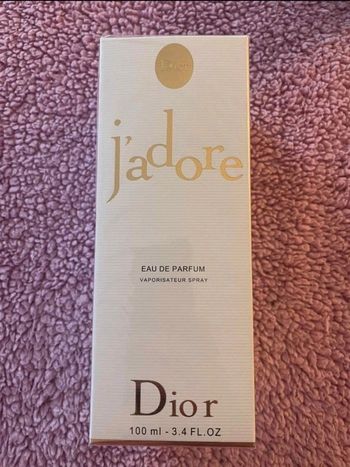 Dior
j'adore
EAU DE PARFUM
VAPORISATEUR SPRAY
Dior
100 ml - 3.4 FL.OZ